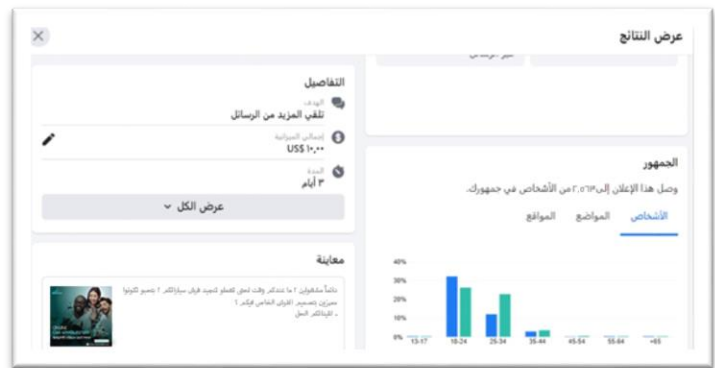 عرض النتائج
التفاصيل
الهدف
تلقي المزيد من الرسائل
إجمالي الميزانية
US$ ١٠,٠٠
المدة
٣ أيام
عرض الكل
معاينة
الجمهور
وصل هذا الإعلان إلى ٢,٥٦٣ من الأشخاص في جمهورك.
الأشخاص المواضع المواقع
40%
30%
20%
10%
0%
13-17 18-24 25-34 35-44 45-54 55-64 +65